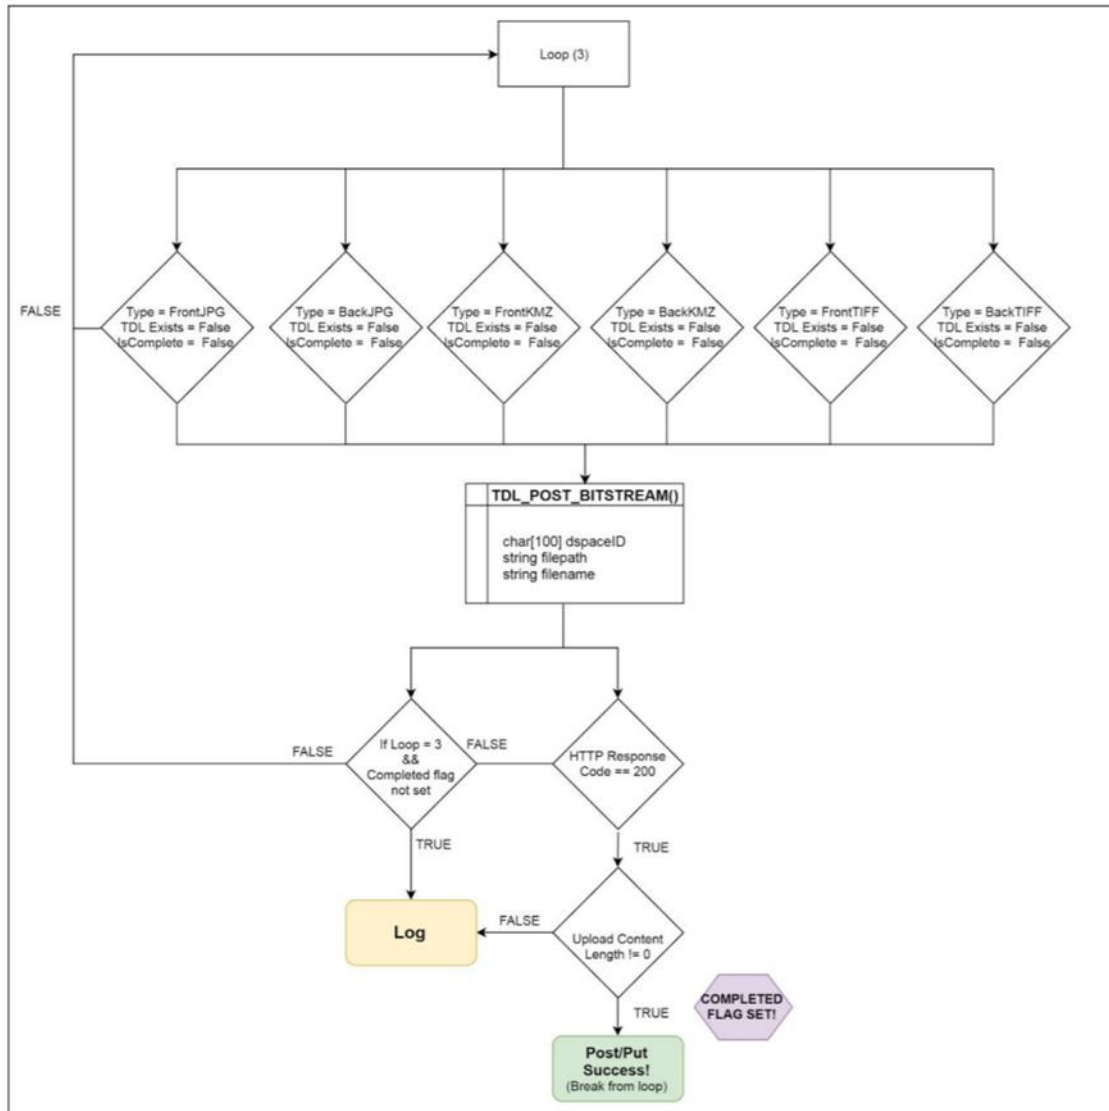 Loop (3)
FALSE
Type = FrontJPG
TDL Exists = False
IsComplete = False
Type = BackJPG
TDL Exists = False
IsComplete = False
Type = FrontKMZ
TDL Exists = False
IsComplete = False
Type = BackKMZ
TDL Exists = False
IsComplete = False
Type = FrontTIFF
TDL Exists = False
IsComplete = False
Type = BackTIFF
TDL Exists = False
IsComplete = False
TDL_POST_BITSTREAM()
char[100] dspaceID
string filepath
string filename
FALSE
If Loop = 3
&&
Completed flag
not set
FALSE
HTTP Response
Code == 200
TRUE
TRUE
Log
FALSE
Upload Content
Length != 0
TRUE
COMPLETED
FLAG SET!
Post/Put
Success!
(Break from loop)